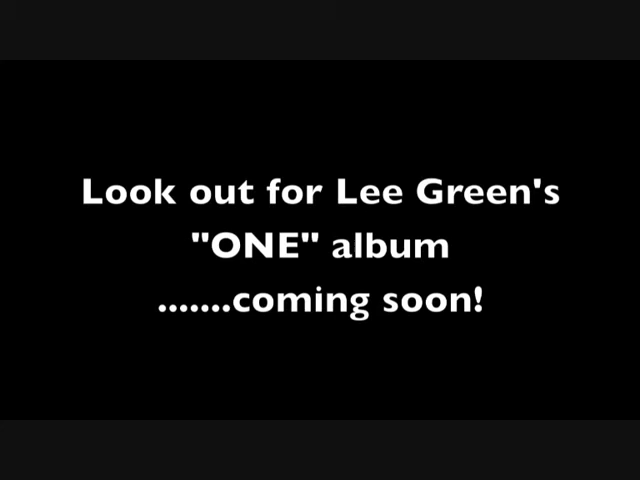 Look out for Lee Green's
"ONE" album
.......coming soon!